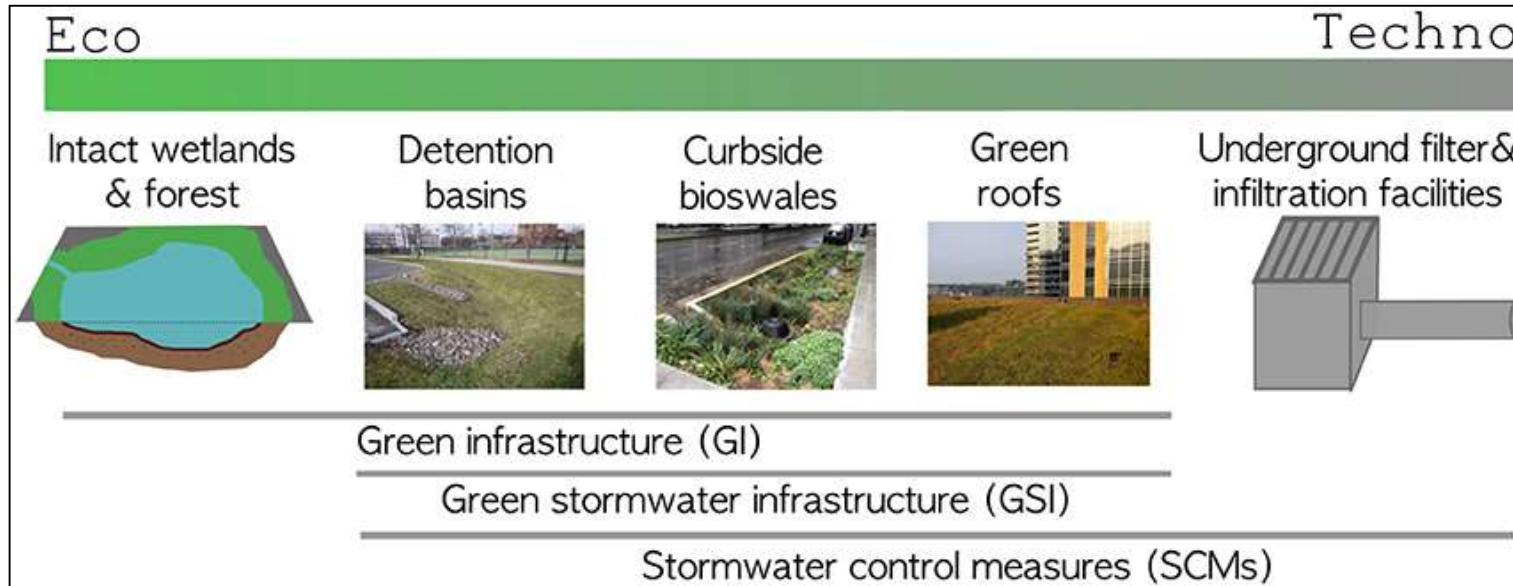 Eco
Techno
Intact wetlands
& forest
Detention
basins
Curbside
bioswales
Green
roofs
Underground filter&
infiltration facilities
Green infrastructure (GI)
Green stormwater infrastructure (GSI)
Stormwater control measures (SCMs)